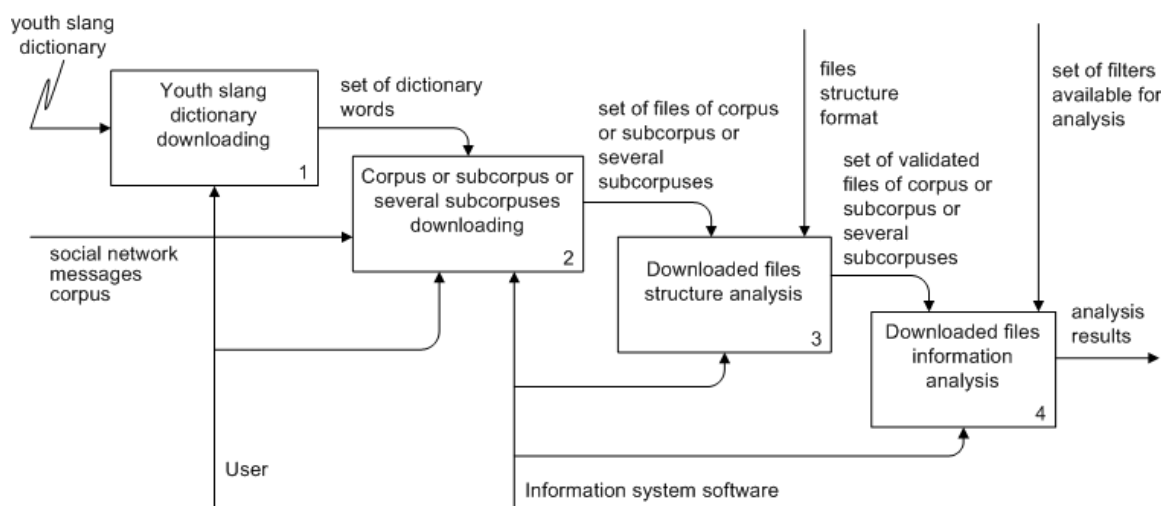 youth slang
dictionary
Youth slang
dictionary
downloading
1
set of dictionary
words
Corpus or subcorpus or
several subcorpuses
downloading
2
social network
messages
corpus
set of files of corpus
or subcorpus or
several
subcorpuses
files
structure
format
Downloaded files
structure analysis
3
set of validated
files of corpus or
subcorpus or
several
subcorpuses
set of filters
available for
analysis
Downloaded files
information
analysis
4
analysis
results
User
Information system software